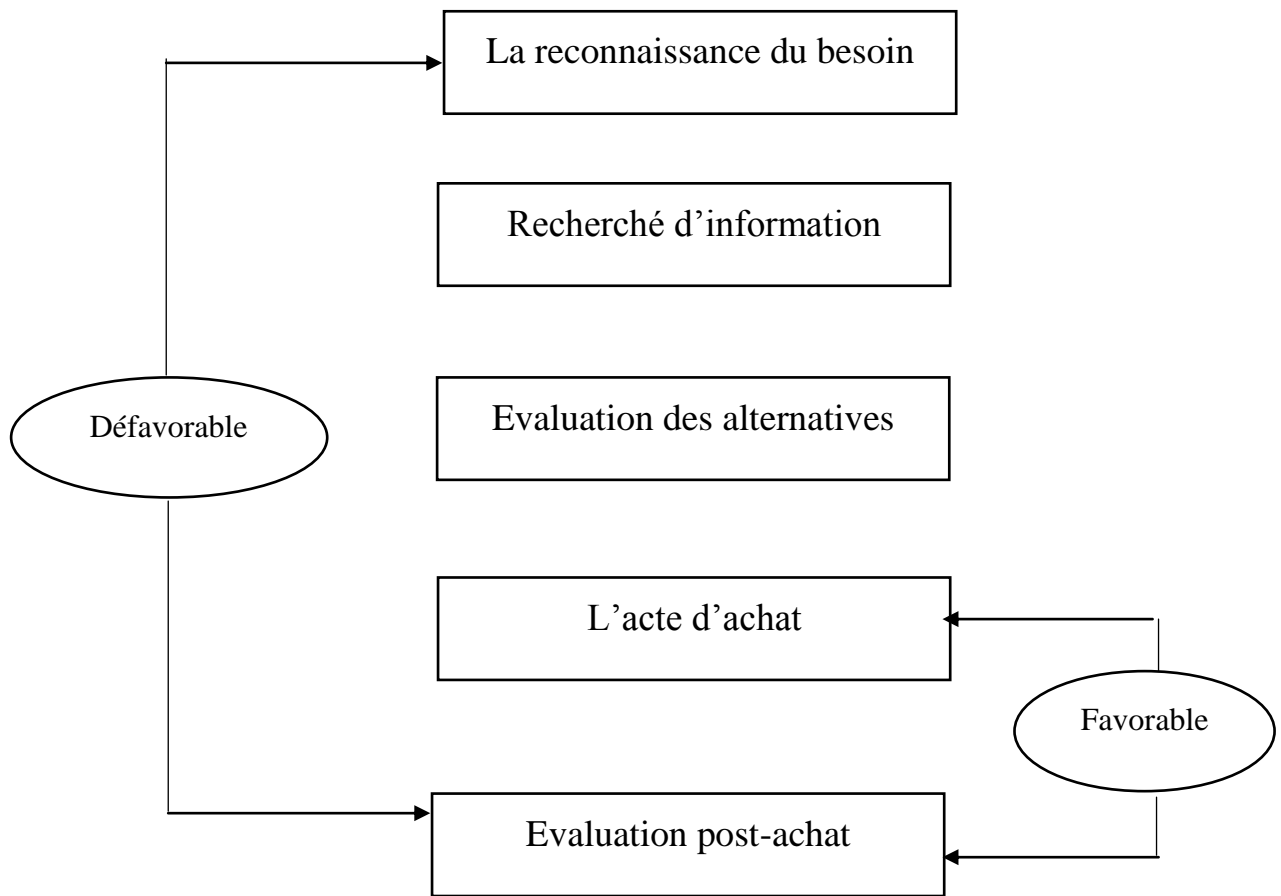 La reconnaissance du besoin
Recherché d’information
Evaluation des alternatives
Défavorable
L’acte d’achat
Favorable
Evaluation post-achat